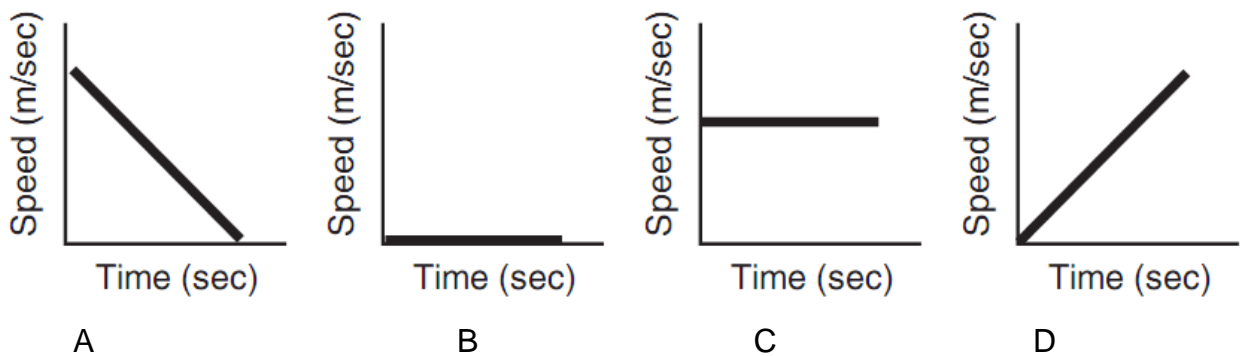 Speed (m/sec)
Time (sec)
A
Speed (m/sec)
Time (sec)
B
Speed (m/sec)
Time (sec)
C
Speed (m/sec)
Time (sec)
D